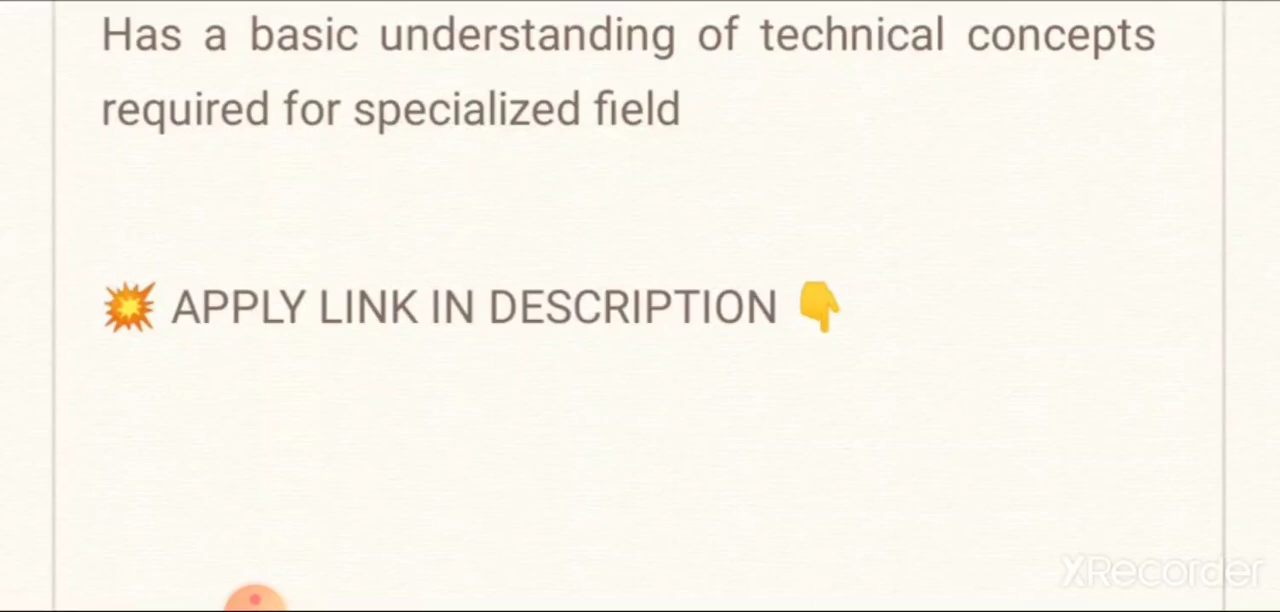 Has a basic understanding of technical concepts
required for specialized field
💥 APPLY LINK IN DESCRIPTION 👇
XRecorder